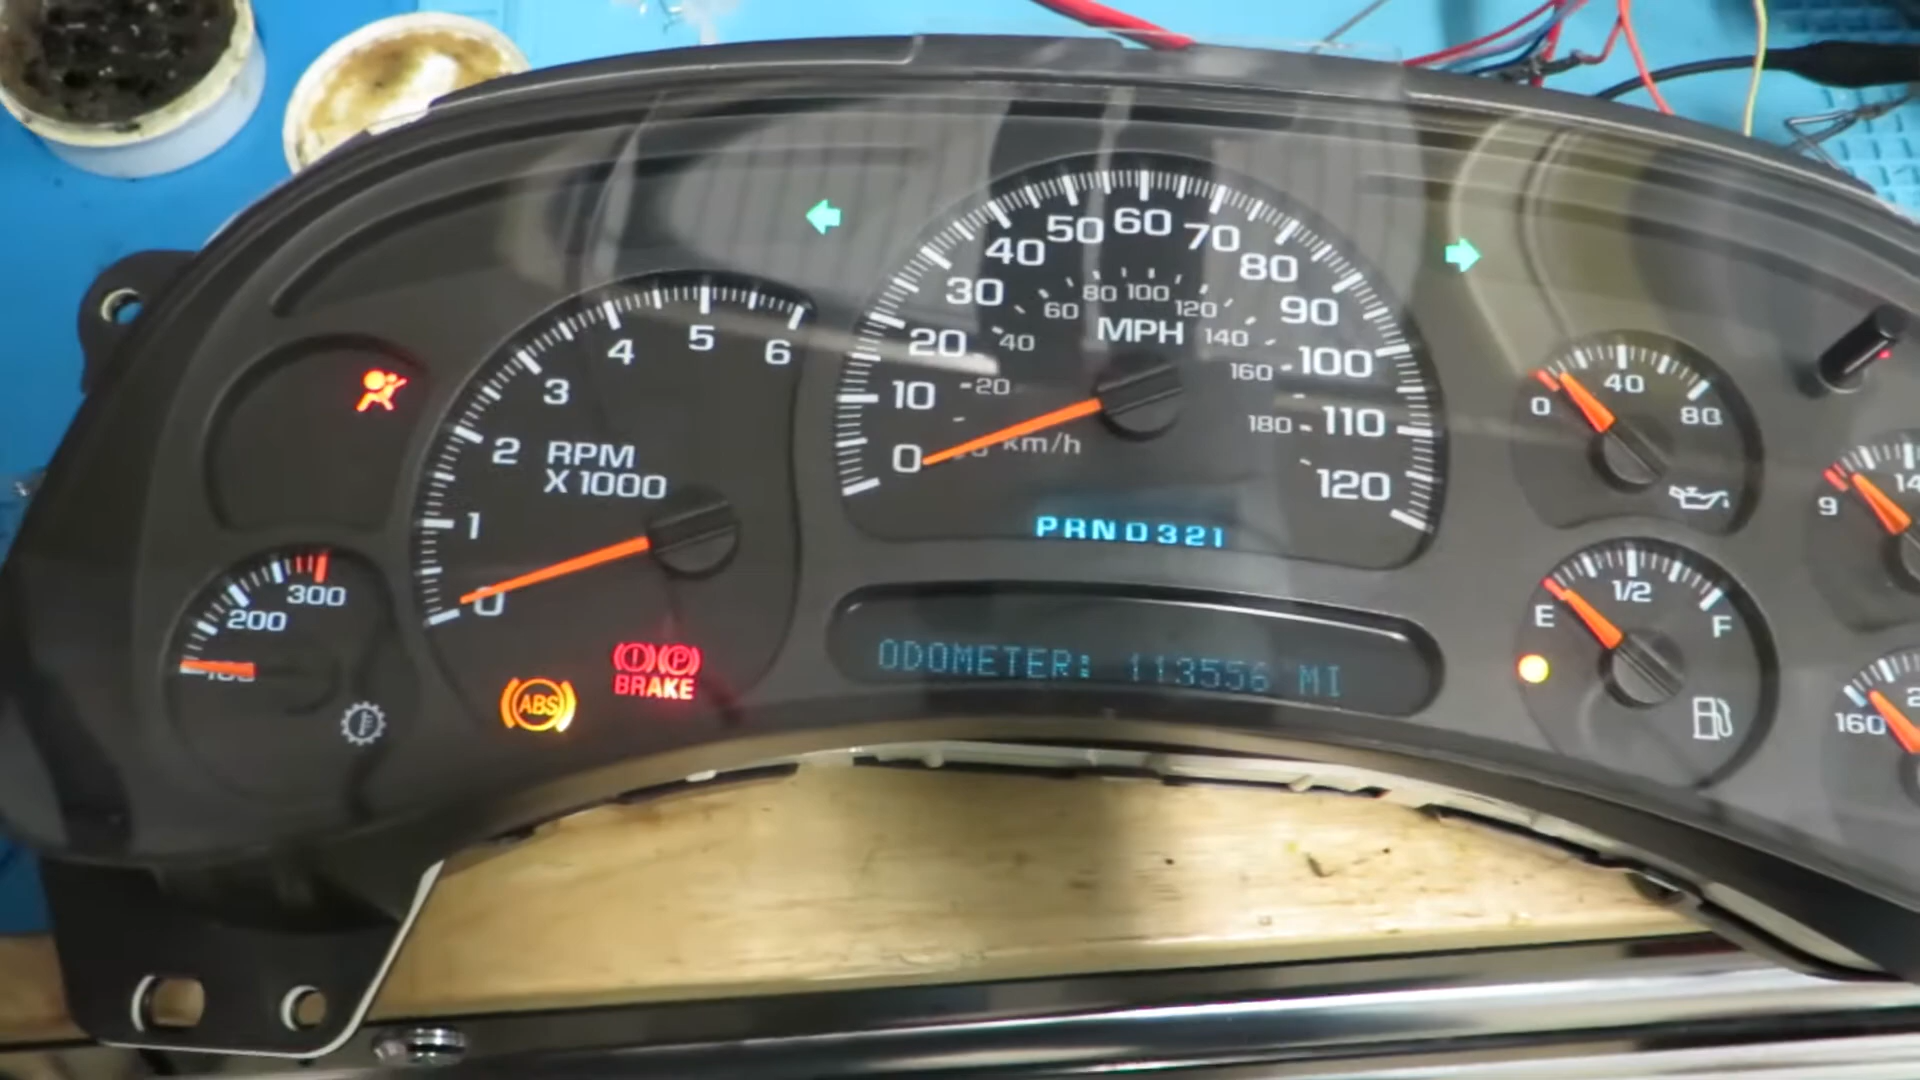 50 60 70
40 80
30 90
20 100
10 110
0 120
80 100 120
60 140
40 160
20 180
MPH
km/h
4 5 6
3
2
1
0
RPM
X 1000
0 40 80
9 14
PRND321
200 300
E 1/2 F
160
ABS
P
BRAKE
ODOMETER: 113556 MI